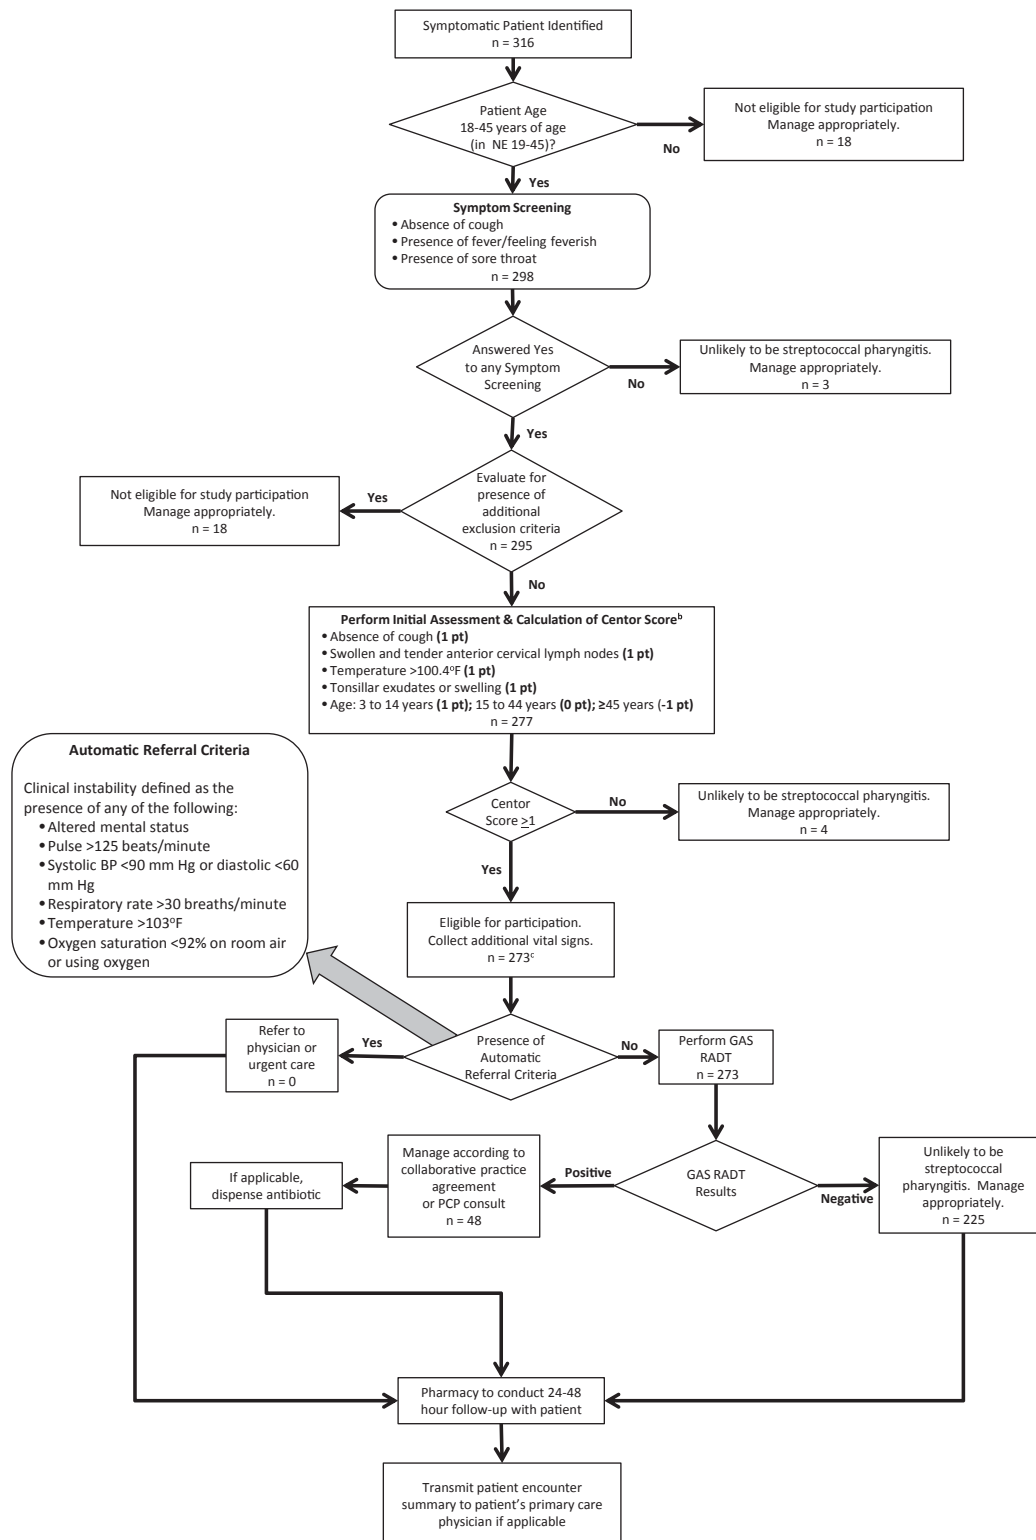 Symptomatic Patient Identified
n = 316
Patient Age
18-45 years of age
(in NE 19-45)?
No
Not eligible for study participation
Manage appropriately.
n = 18
Yes
Symptom Screening
• Absence of cough
• Presence of fever/feeling feverish
• Presence of sore throat
n = 298
Answered Yes
to any Symptom
Screening
No
Unlikely to be streptococcal pharyngitis.
Manage appropriately.
n = 3
Yes
Evaluate for
presence of
additional
exclusion criteria
n = 295
Yes
Not eligible for study participation
Manage appropriately.
n = 18
No
Perform Initial Assessment & Calculation of Centor Scoreᵇ
• Absence of cough (1 pt)
• Swollen and tender anterior cervical lymph nodes (1 pt)
• Temperature >100.4°F (1 pt)
• Tonsillar exudates or swelling (1 pt)
• Age: 3 to 14 years (1 pt); 15 to 44 years (0 pt); ≥45 years (-1 pt)
n = 277
Automatic Referral Criteria
Clinical instability defined as the
presence of any of the following:
• Altered mental status
• Pulse >125 beats/minute
• Systolic BP <90 mm Hg or diastolic <60
mm Hg
• Respiratory rate >30 breaths/minute
• Temperature >103°F
• Oxygen saturation <92% on room air
or using oxygen
Centor
Score ≥1
No
Unlikely to be streptococcal pharyngitis.
Manage appropriately.
n = 4
Yes
Eligible for participation.
Collect additional vital signs.
n = 273ᶜ
Presence of
Automatic
Referral Criteria
Yes
Refer to
physician or
urgent care
n = 0
No
Perform GAS
RADT
n = 273
GAS RADT
Results
Positive
Manage according to
collaborative practice
agreement
or PCP consult
n = 48
If applicable,
dispense antibiotic
Negative
Unlikely to be
streptococcal
pharyngitis. Manage
appropriately.
n = 225
Pharmacy to conduct 24-48
hour follow-up with patient
Transmit patient encounter
summary to patient's primary care
physician if applicable